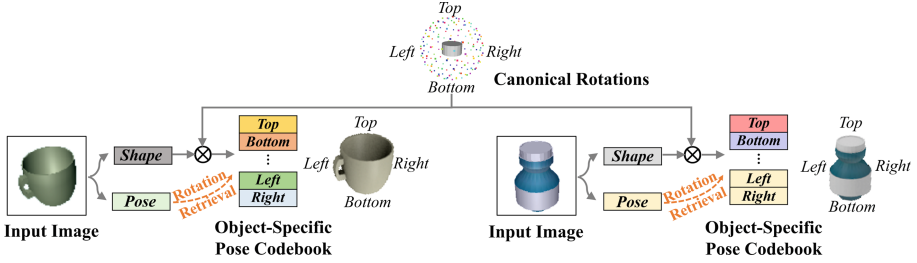 Top
Left
Right
Bottom
Canonical Rotations
Shape
Pose
Rotation
Retrieval
Top
Bottom
⋮
Left
Right
Top
Left
Right
Bottom
Input Image
Object-Specific
Pose Codebook
Shape
Pose
Rotation
Retrieval
Top
Bottom
⋮
Left
Right
Top
Left
Right
Bottom
Input Image
Object-Specific
Pose Codebook